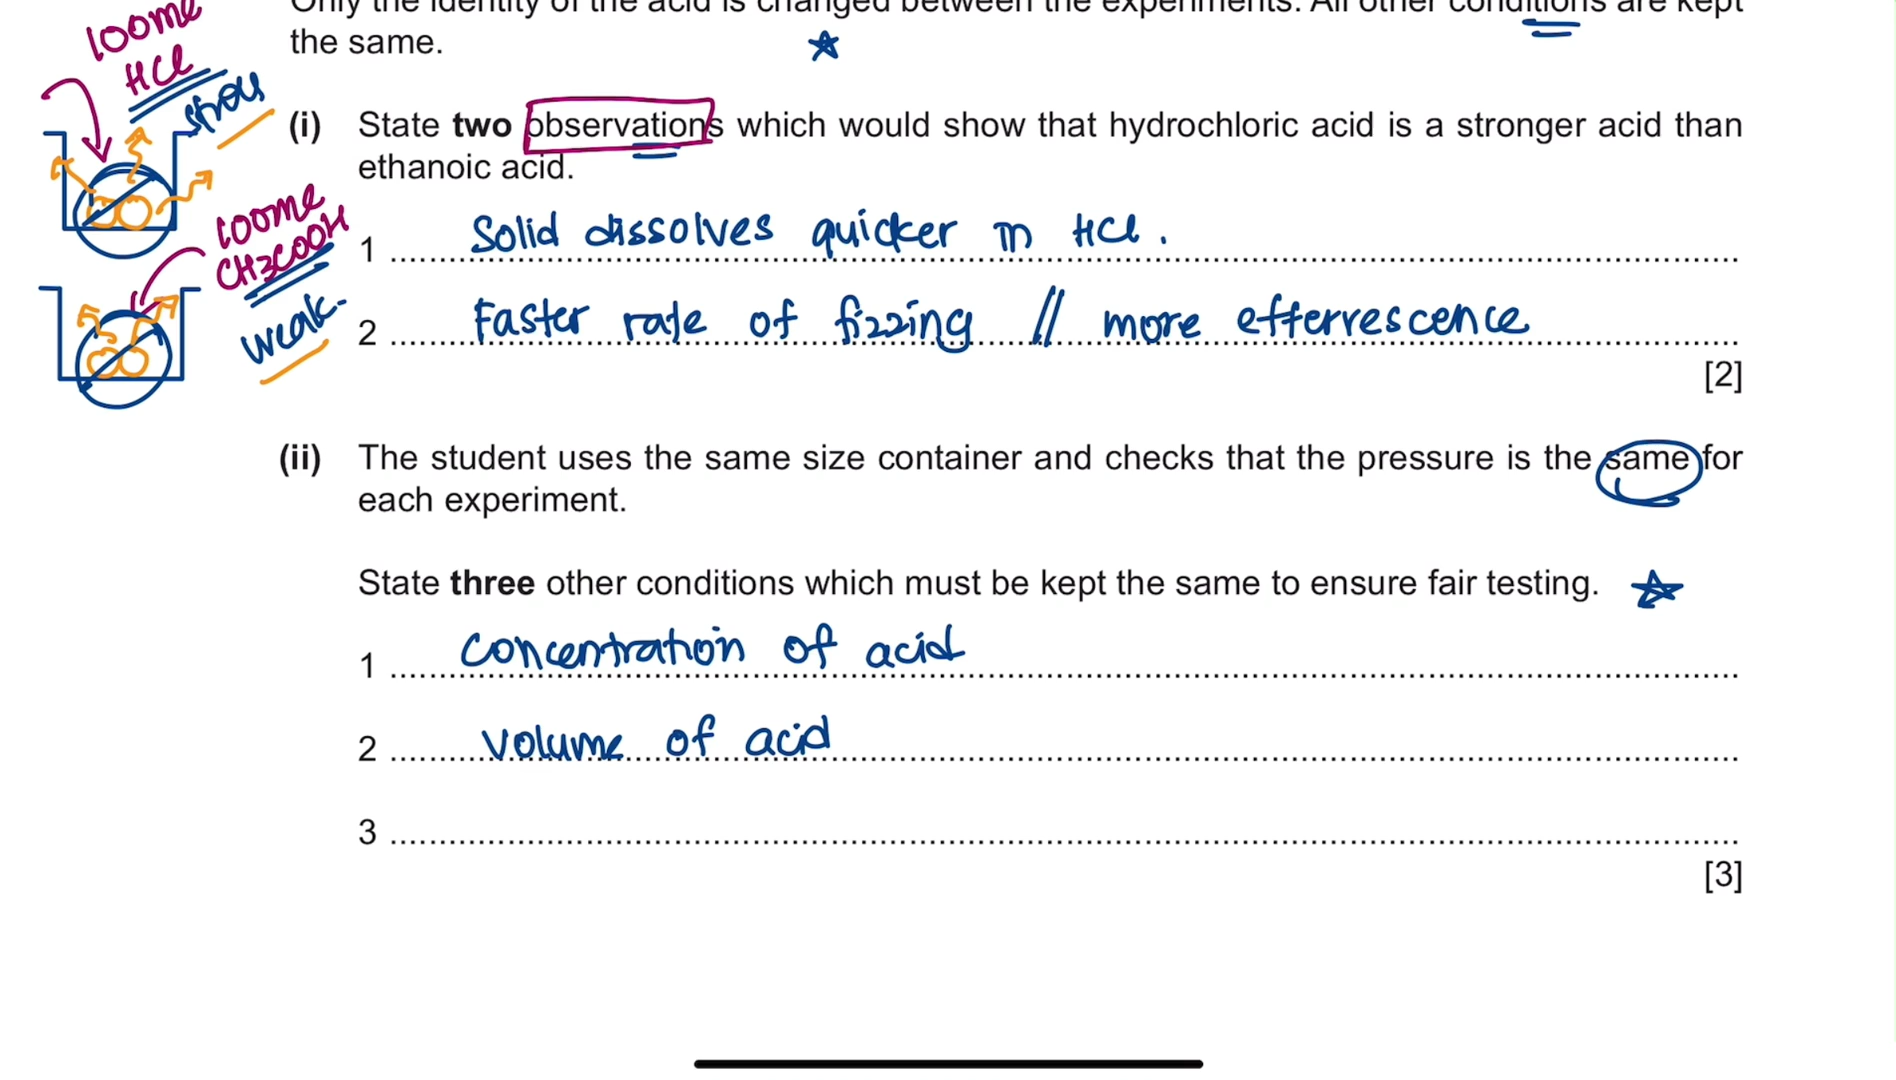 Only the identity of the acid is changed between the experiments. All other conditions are kept
the same.
100ml
HCl
strong
(i) State two observations which would show that hydrochloric acid is a stronger acid than
ethanoic acid.
100ml
CH3COOH
weak.
1 Solid dissolves quicker in HCl.
2 Faster rate of fizzing // more effervescence
[2]
(ii) The student uses the same size container and checks that the pressure is the same for
each experiment.
State three other conditions which must be kept the same to ensure fair testing.
1 concentration of acid
2 volume of acid
3
[3]